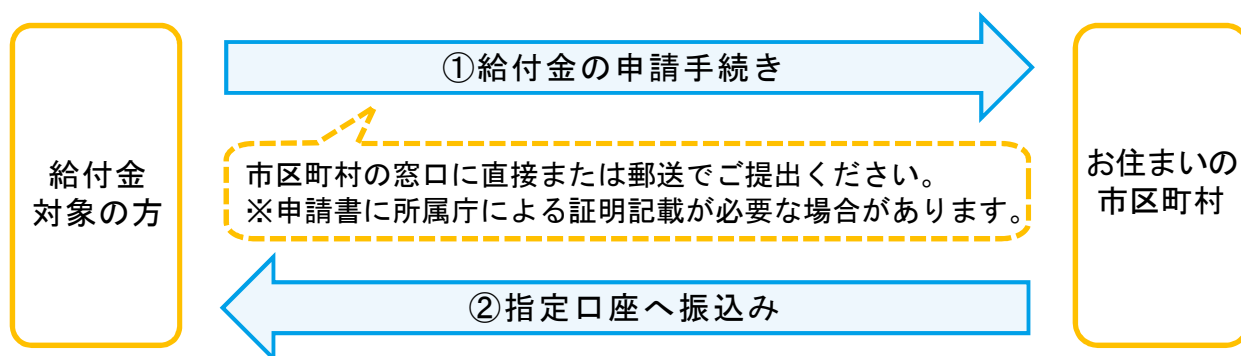 ①給付金の申請手続き
給付金
対象の方
市区町村の窓口に直接または郵送でご提出ください。
※申請書に所属庁による証明記載が必要な場合があります。
お住まいの
市区町村
②指定口座へ振込み